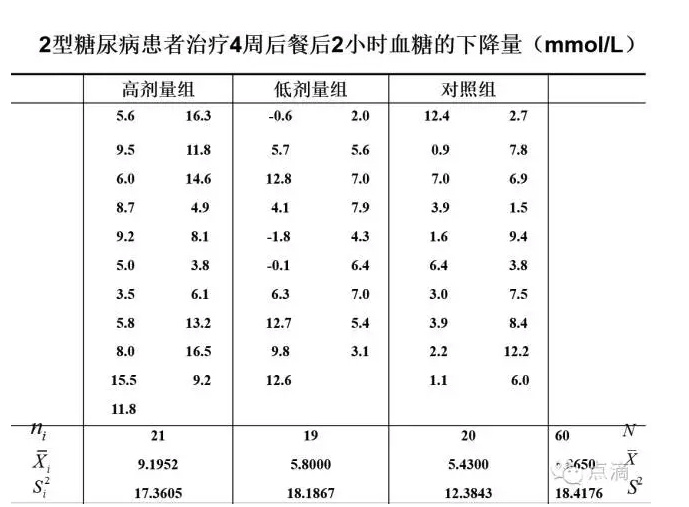 2型糖尿病患者治疗4周后餐后2小时血糖的下降量（mmol/L）
高剂量组 低剂量组 对照组
5.6 16.3 -0.6 2.0 12.4 2.7
9.5 11.8 5.7 5.6 0.9 7.8
6.0 14.6 12.8 7.0 7.0 6.9
8.7 4.9 4.1 7.9 3.9 1.5
9.2 8.1 -1.8 4.3 1.6 9.4
5.0 3.8 -0.1 6.4 6.4 3.8
3.5 6.1 6.3 7.0 3.0 7.5
5.8 13.2 12.7 5.4 3.9 8.4
8.0 16.5 9.8 3.1 2.2 12.2
15.5 9.2 12.6 1.1 6.0
11.8
nᵢ 21 19 20 60 N
X̄ᵢ 9.1952 5.8000 5.4300 650 X̄
点滴
Sᵢ² 17.3605 18.1867 12.3843 18.4176 S²